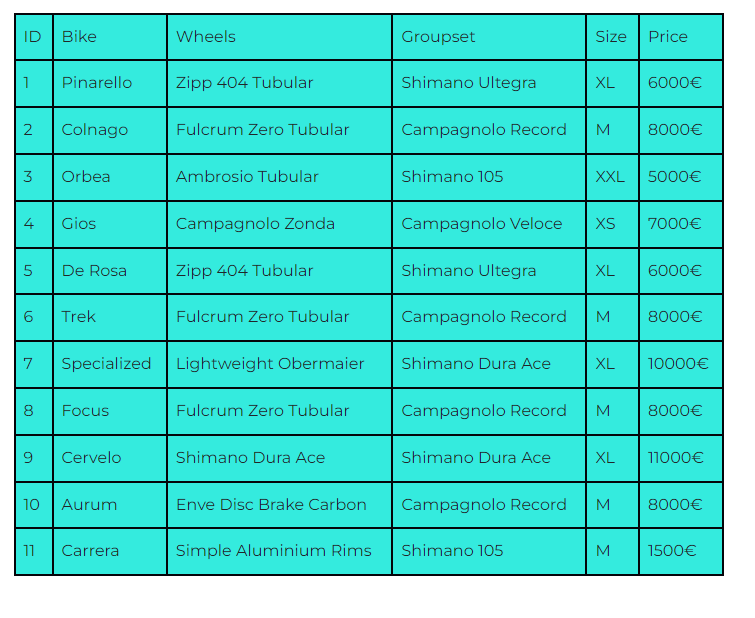 ID Bike Wheels Groupset Size Price
1 Pinarello Zipp 404 Tubular Shimano Ultegra XL 6000€
2 Colnago Fulcrum Zero Tubular Campagnolo Record M 8000€
3 Orbea Ambrosio Tubular Shimano 105 XXL 5000€
4 Gios Campagnolo Zonda Campagnolo Veloce XS 7000€
5 De Rosa Zipp 404 Tubular Shimano Ultegra XL 6000€
6 Trek Fulcrum Zero Tubular Campagnolo Record M 8000€
7 Specialized Lightweight Obermaier Shimano Dura Ace XL 10000€
8 Focus Fulcrum Zero Tubular Campagnolo Record M 8000€
9 Cervelo Shimano Dura Ace Shimano Dura Ace XL 11000€
10 Aurum Enve Disc Brake Carbon Campagnolo Record M 8000€
11 Carrera Simple Aluminium Rims Shimano 105 M 1500€